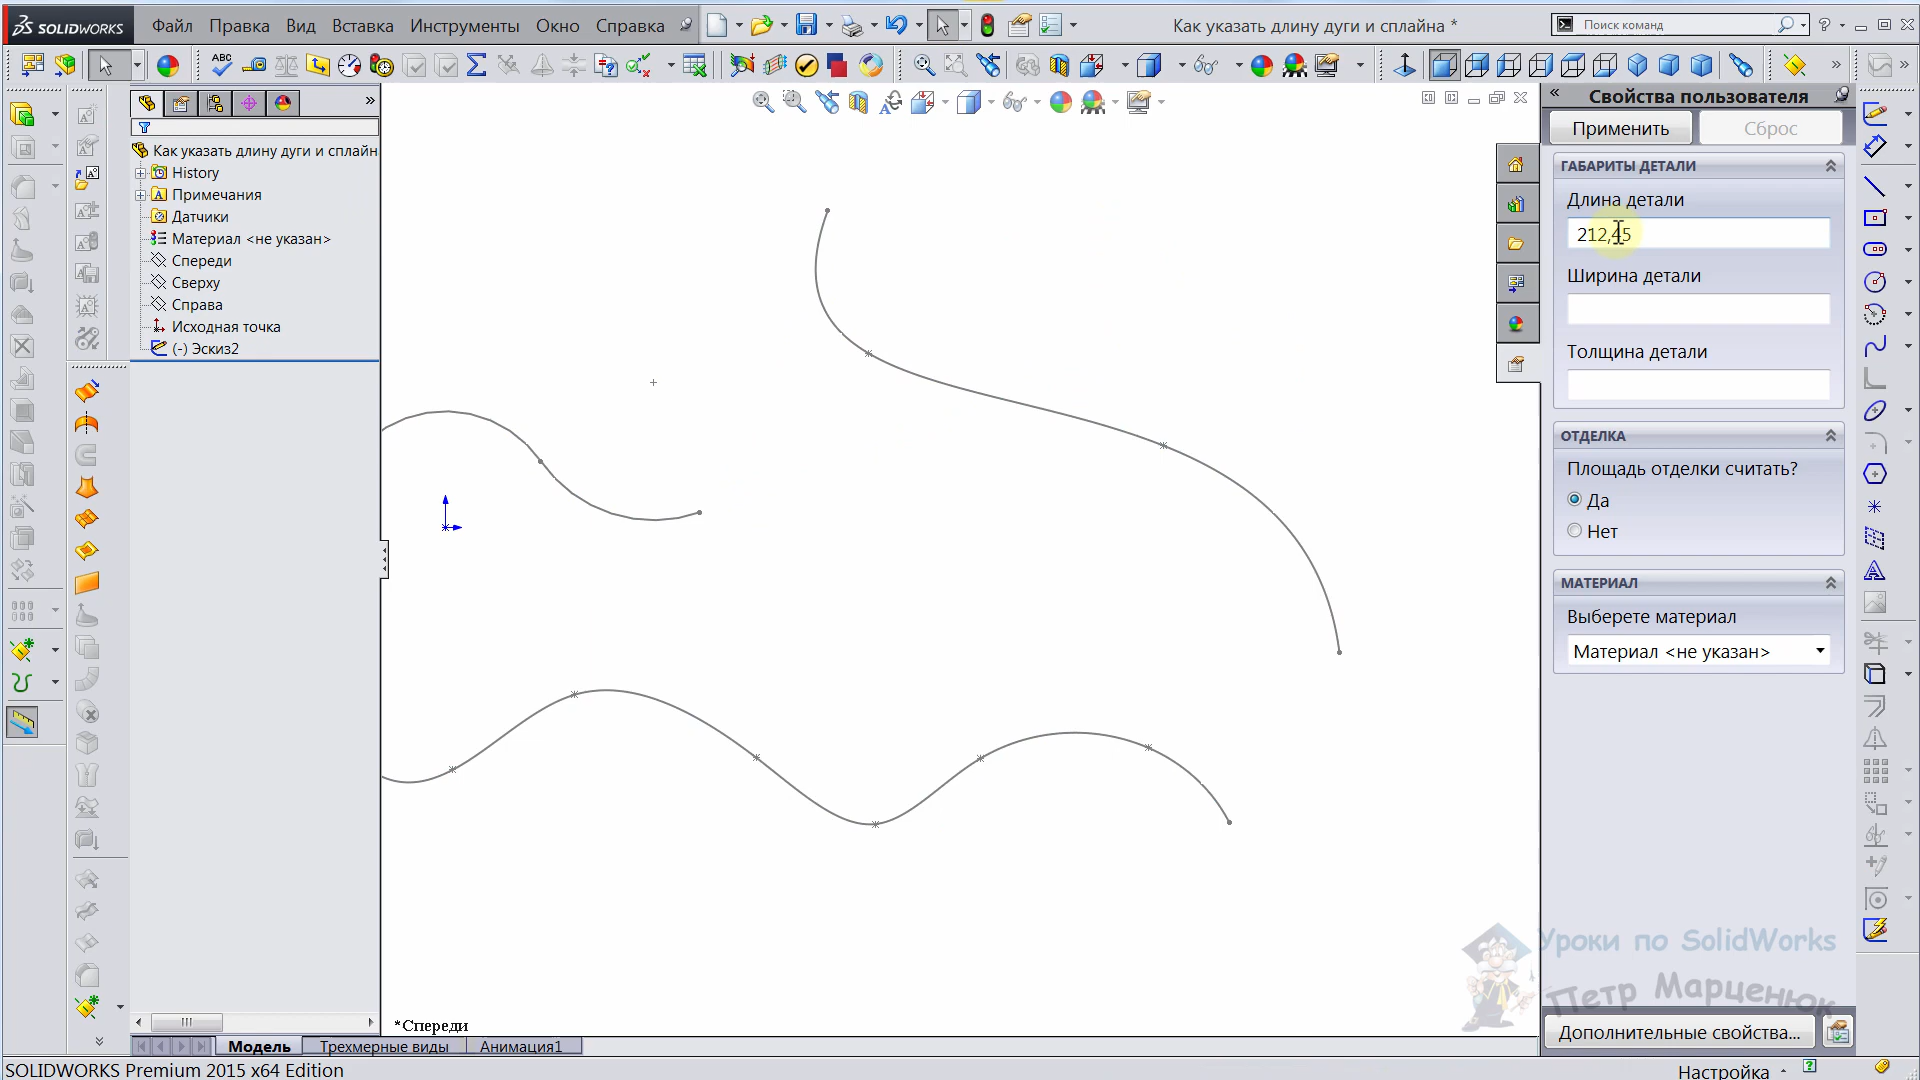 SOLIDWORKS
Файл Правка Вид Вставка Инструменты Окно Справка
Как указать длину дуги и сплайна *
Поиск команд
Свойства пользователя
Применить
Сброс
ГАБАРИТЫ ДЕТАЛИ
Длина детали
212,45
Ширина детали
Толщина детали
ОТДЕЛКА
Площадь отделки считать?
Да
Нет
МАТЕРИАЛ
Выберете материал
Материал <не указан>
Дополнительные свойства...
Как указать длину дуги и сплайн
History
Примечания
Датчики
Материал <не указан>
Спереди
Сверху
Справа
Исходная точка
(-) Эскиз2
*Спереди
Уроки по SolidWorks
Петр Марценюк
Модель
Трехмерные виды
Анимация1
SOLIDWORKS Premium 2015 x64 Edition
Настройка